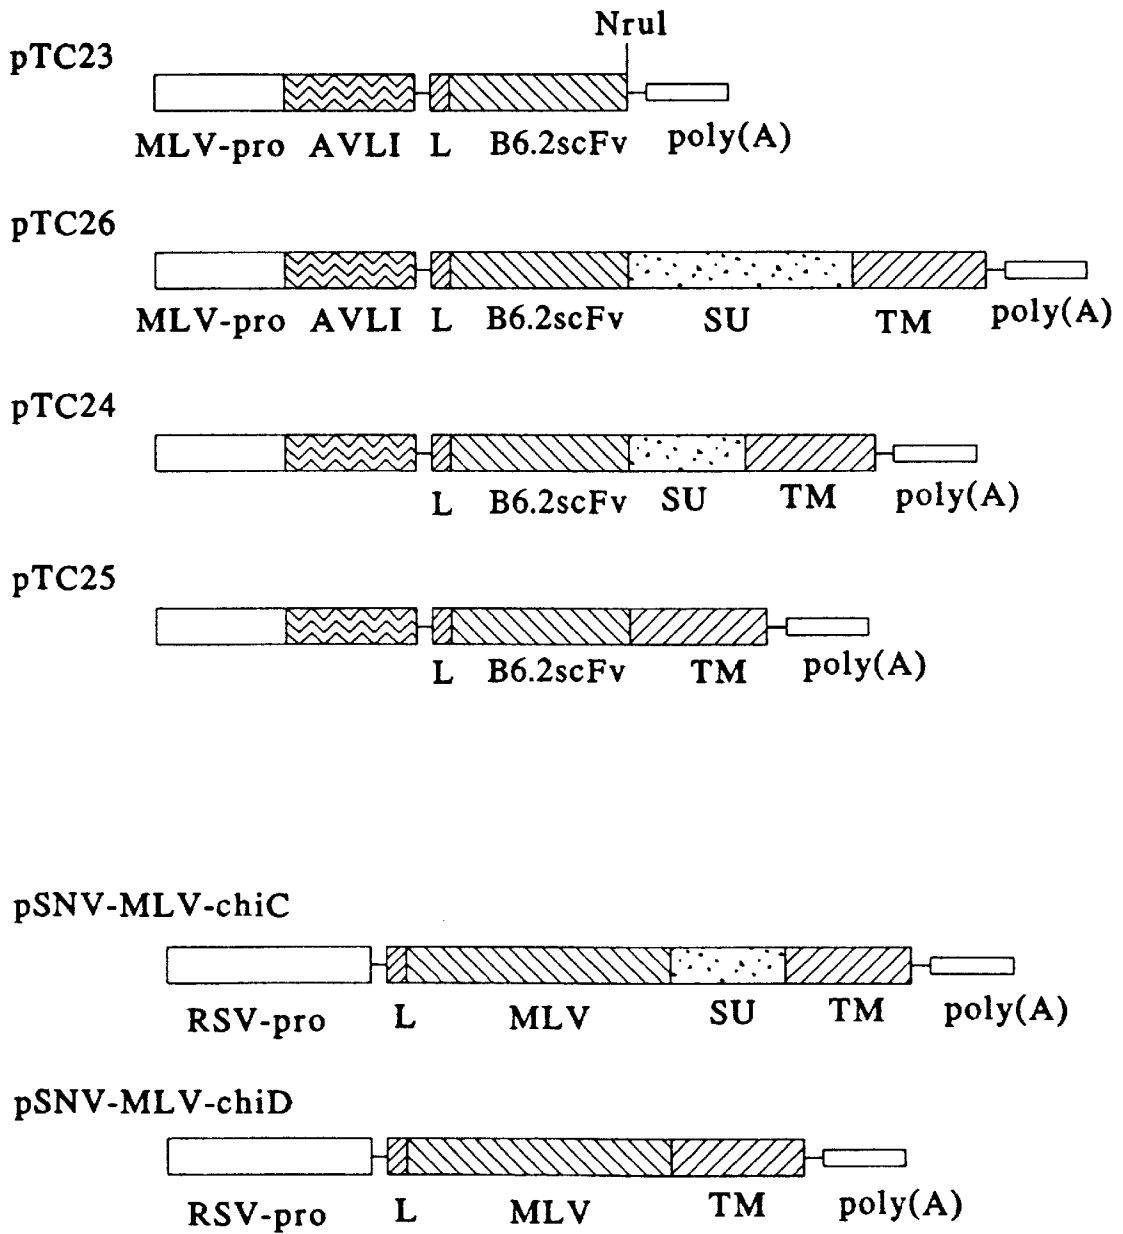 NruI
pTC23
MLV-pro AVLI L B6.2scFv poly(A)
pTC26
MLV-pro AVLI L B6.2scFv SU TM poly(A)
pTC24
L B6.2scFv SU TM poly(A)
pTC25
L B6.2scFv TM poly(A)
pSNV-MLV-chiC
RSV-pro L MLV SU TM poly(A)
pSNV-MLV-chiD
RSV-pro L MLV TM poly(A)